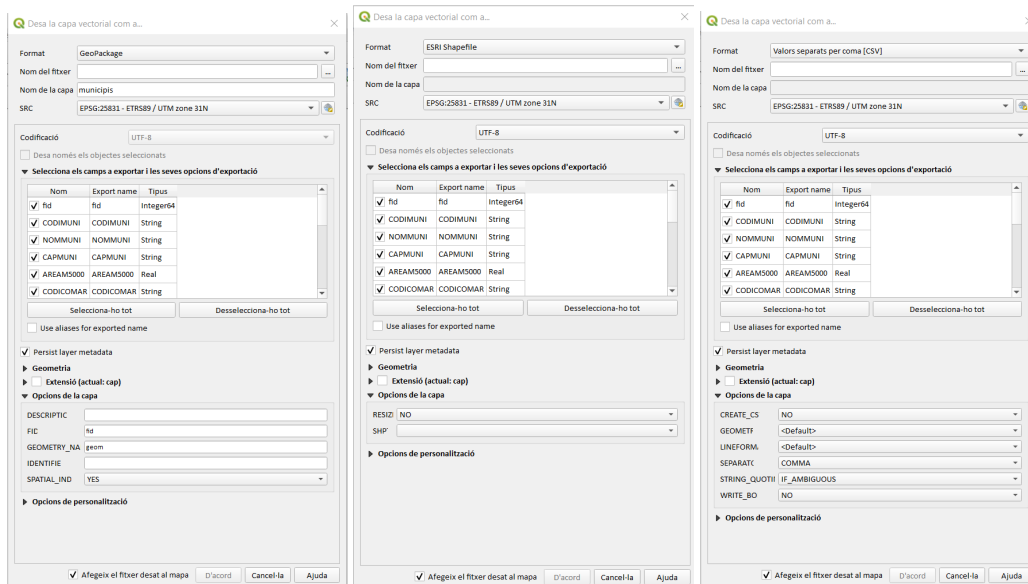 Desa la capa vectorial com a...
Format GeoPackage
Nom del fitxer ...
Nom de la capa municipis
SRC EPSG:25831 - ETRS89 / UTM zone 31N
Codificació UTF-8
Desa només els objectes seleccionats
Selecciona els camps a exportar i les seves opcions d'exportació
Nom Export name Tipus
fid fid Integer64
CODIMUNI CODIMUNI String
NOMMUNI NOMMUNI String
CAPMUNI CAPMUNI String
AREAM5000 AREAM5000 Real
CODICOMAR CODICOMAR String
Selecciona-ho tot Desselecciona-ho tot
Use aliases for exported name
Persist layer metadata
Geometria
Extensió (actual: cap)
Opcions de la capa
DESCRIPTIC
FID fid
GEOMETRY_NA geom
IDENTIFIE
SPATIAL_IND YES
Opcions de personalització
Afegeix el fitxer desat al mapa D'acord Cancel·la Ajuda
Desa la capa vectorial com a...
Format ESRI Shapefile
Nom del fitxer ...
Nom de la capa
SRC EPSG:25831 - ETRS89 / UTM zone 31N
Codificació UTF-8
Desa només els objectes seleccionats
Selecciona els camps a exportar i les seves opcions d'exportació
Nom Export name Tipus
fid fid Integer64
CODIMUNI CODIMUNI String
NOMMUNI NOMMUNI String
CAPMUNI CAPMUNI String
AREAM5000 AREAM5000 Real
CODICOMAR CODICOMAR String
Selecciona-ho tot Desselecciona-ho tot
Use aliases for exported name
Persist layer metadata
Geometria
Extensió (actual: cap)
Opcions de la capa
RESIZI NO
SHP
Opcions de personalització
Afegeix el fitxer desat al mapa D'acord Cancel·la Ajuda
Desa la capa vectorial com a...
Format Valors separats per coma [CSV]
Nom del fitxer ...
Nom de la capa
SRC EPSG:25831 - ETRS89 / UTM zone 31N
Codificació UTF-8
Desa només els objectes seleccionats
Selecciona els camps a exportar i les seves opcions d'exportació
Nom Export name Tipus
fid fid Integer64
CODIMUNI CODIMUNI String
NOMMUNI NOMMUNI String
CAPMUNI CAPMUNI String
AREAM5000 AREAM5000 Real
CODICOMAR CODICOMAR String
Selecciona-ho tot Desselecciona-ho tot
Use aliases for exported name
Persist layer metadata
Geometria
Extensió (actual: cap)
Opcions de la capa
CREATE_CS NO
GEOMETF <Default>
LINEFORM. <Default>
SEPARATC COMMA
STRING_QUOTII IF_AMBIGUOUS
WRITE_BO NO
Opcions de personalització
Afegeix el fitxer desat al mapa D'acord Cancel·la Ajuda